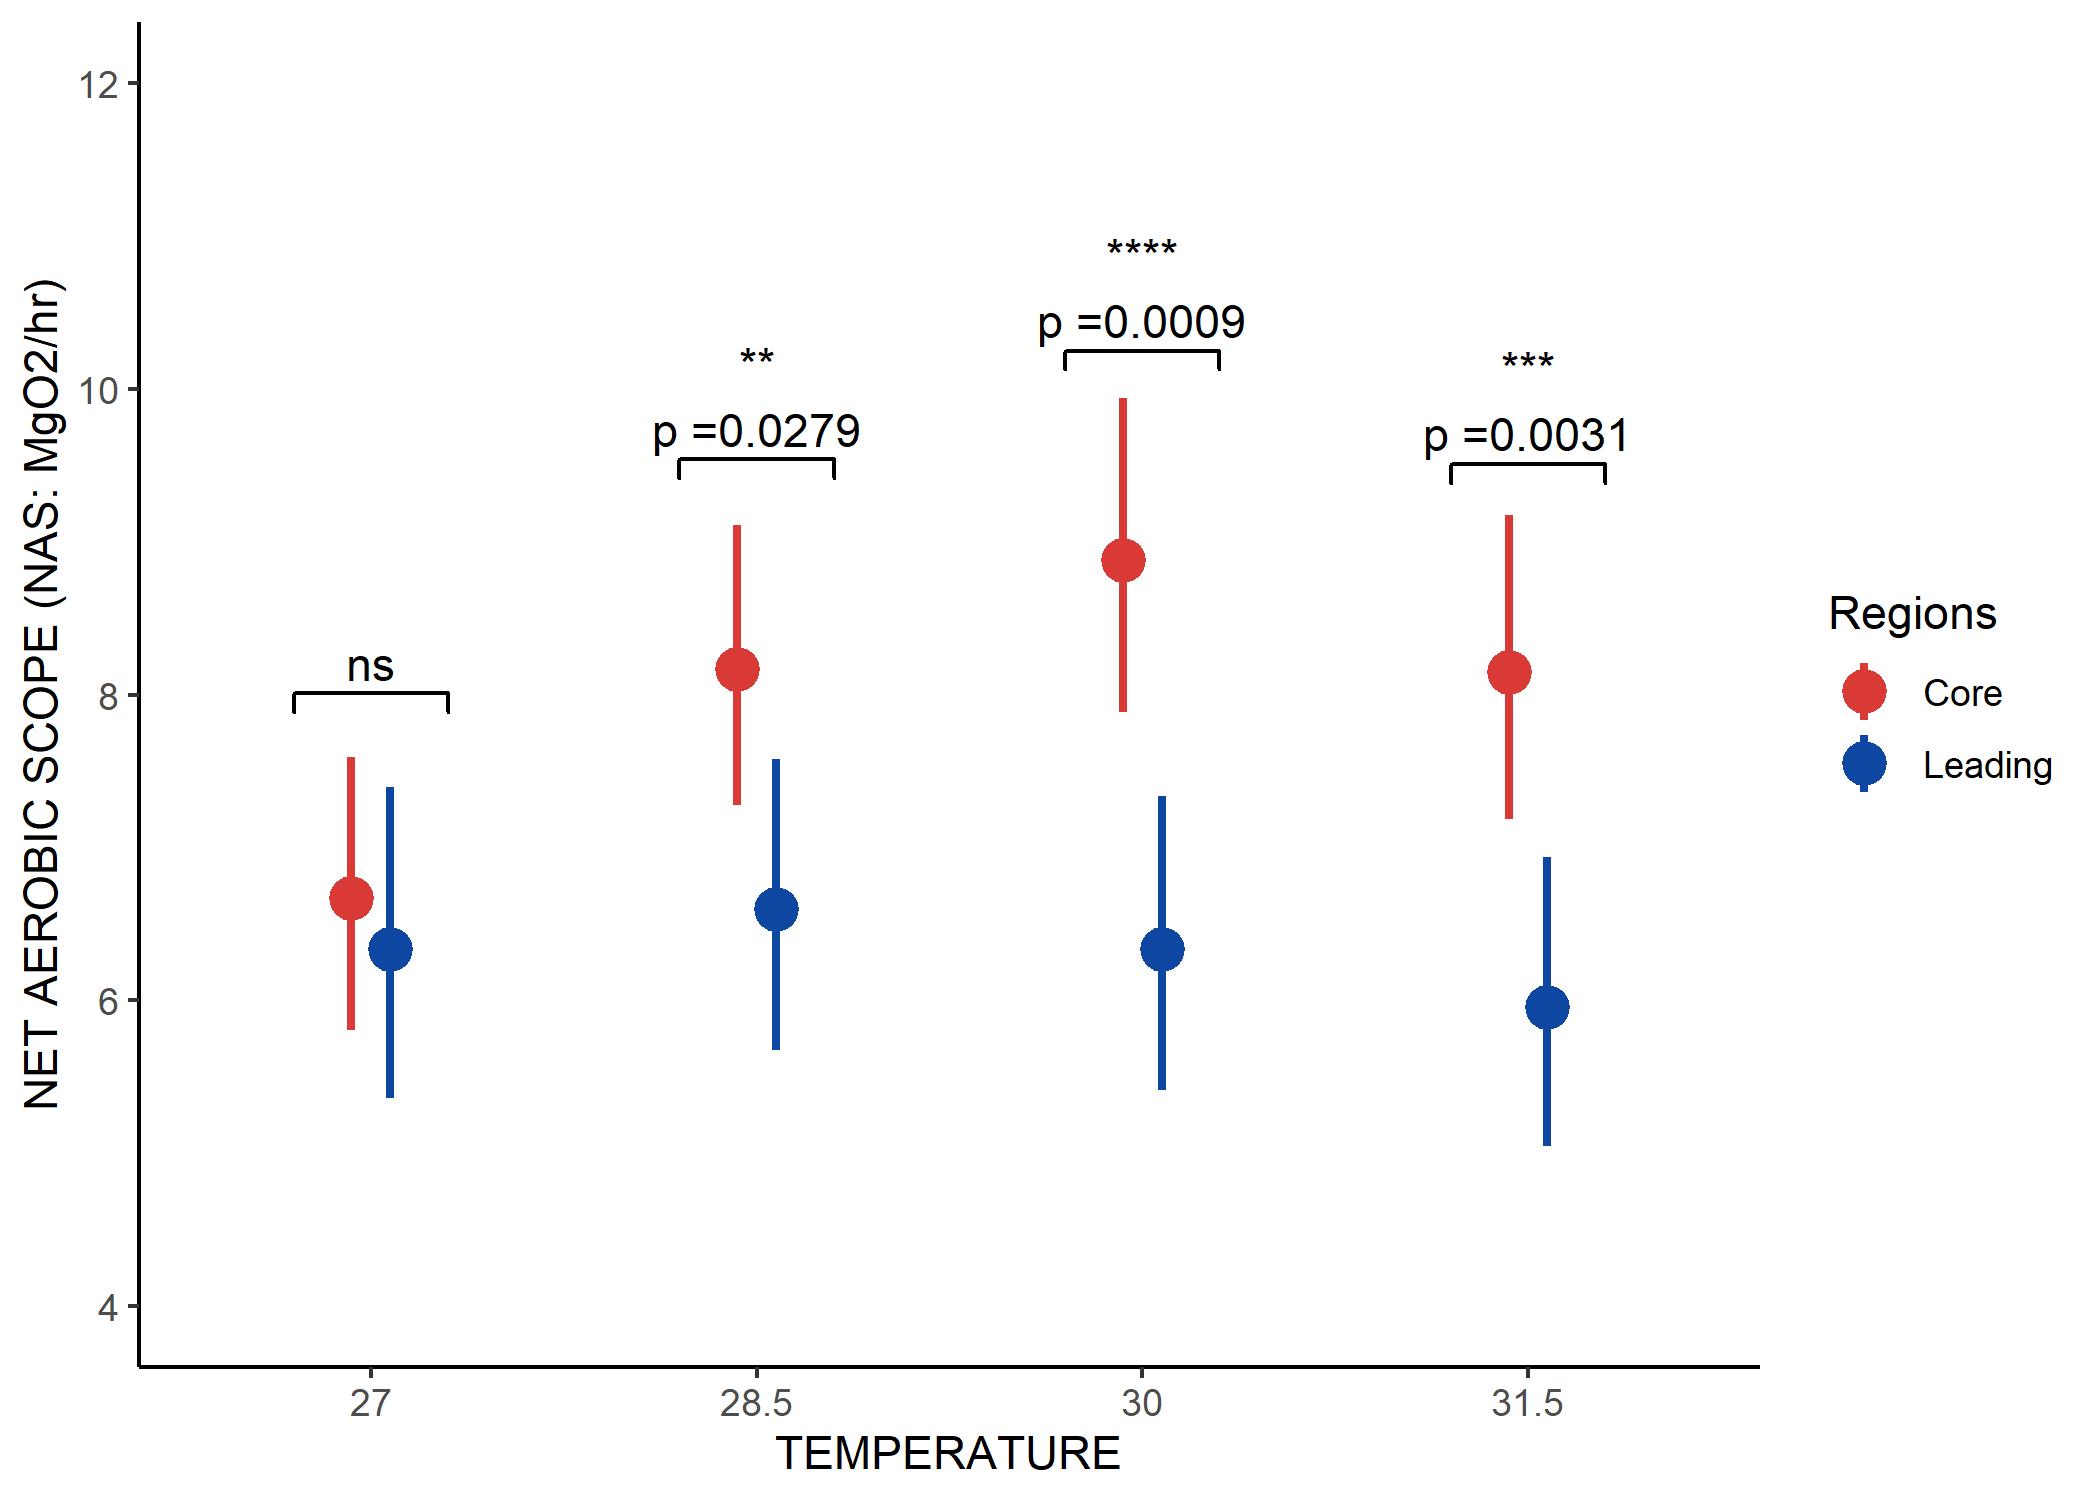 12
10
8
6
4
NET AEROBIC SCOPE (NAS: MgO2/hr)
ns
**
p =0.0279
****
p =0.0009
***
p =0.0031
27
28.5
30
31.5
TEMPERATURE
Regions
Core
Leading